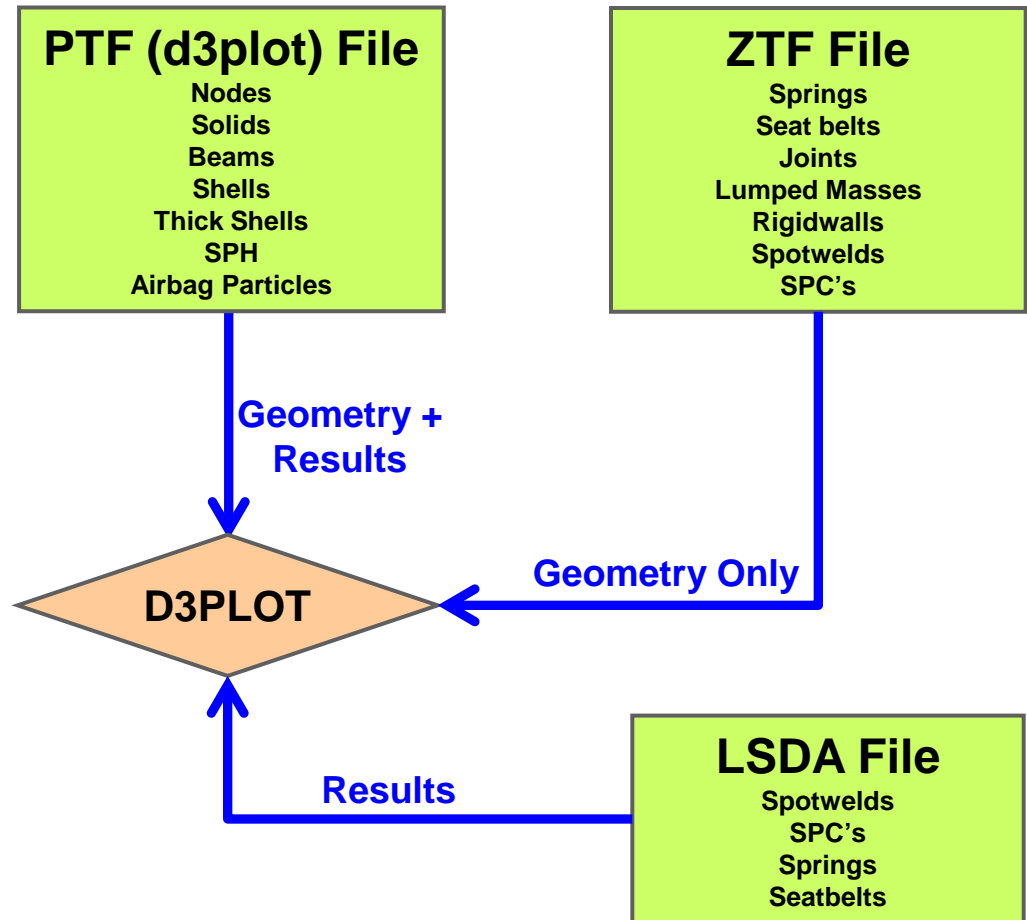 PTF (d3plot) File
Nodes
Solids
Beams
Shells
Thick Shells
SPH
Airbag Particles
ZTF File
Springs
Seat belts
Joints
Lumped Masses
Rigidwalls
Spotwelds
SPC's
Geometry +
Results
Geometry Only
D3PLOT
Results
LSDA File
Spotwelds
SPC's
Springs
Seatbelts